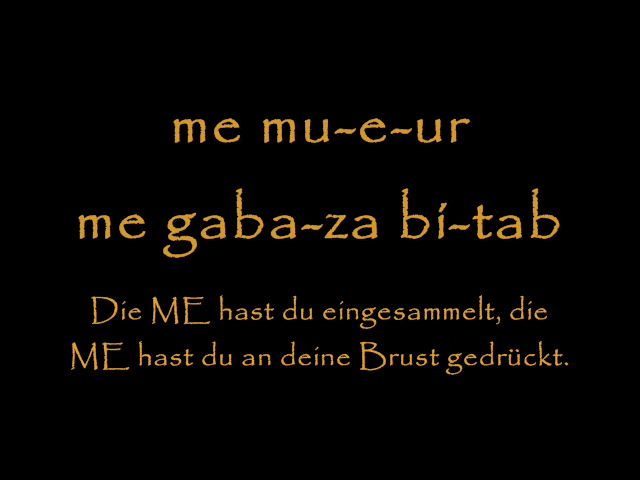 me mu-e-ur
me gaba-za bí-tab
Die ME hast du eingesammelt, die
ME hast du an deine Brust gedrückt.